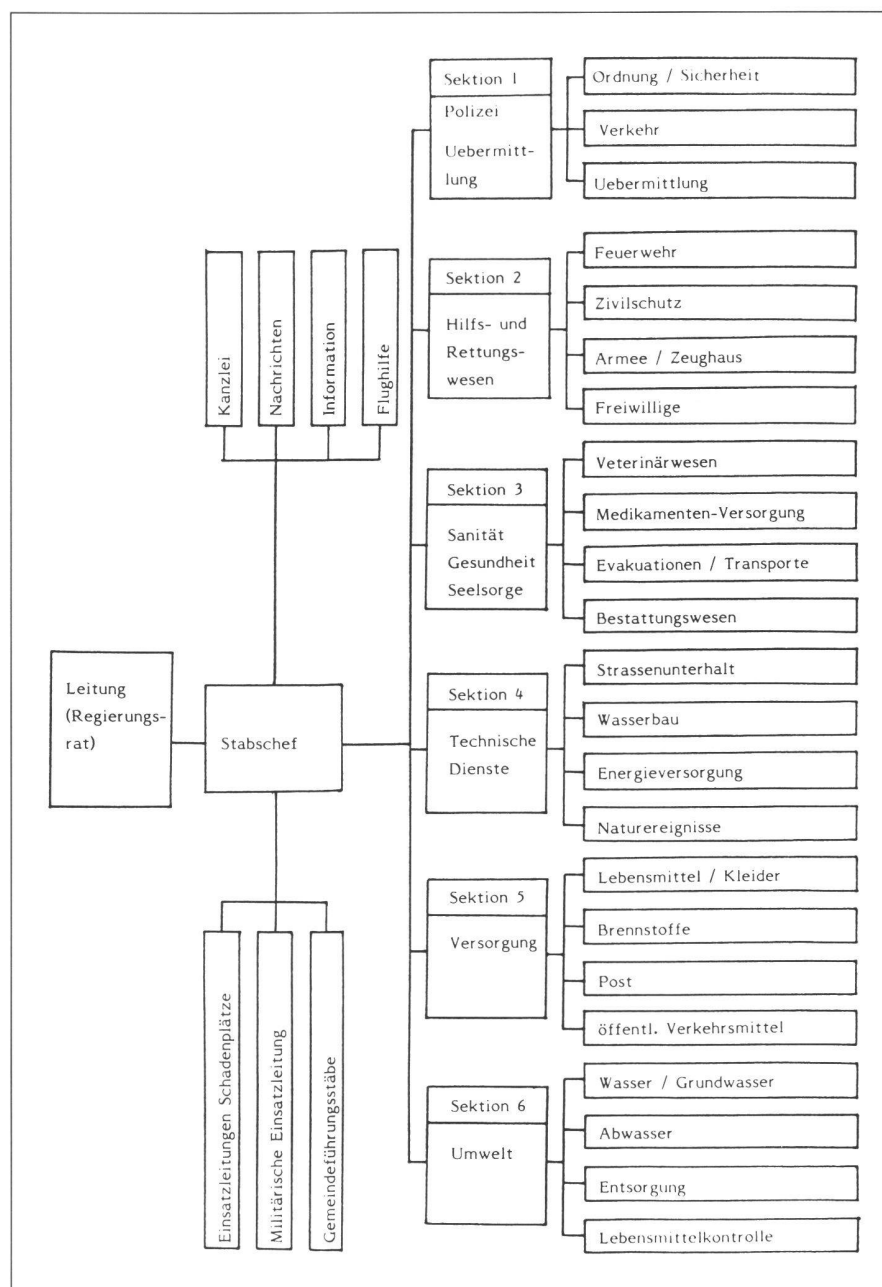 Sektion 1
Polizei
Uebermitt-
lung
Ordnung / Sicherheit
Verkehr
Uebermittlung
Kanzlei
Nachrichten
Information
Flughilfe
Sektion 2
Hilfs- und
Rettungs-
wesen
Feuerwehr
Zivilschutz
Armee / Zeughaus
Freiwillige
Sektion 3
Sanität
Gesundheit
Seelsorge
Veterinärwesen
Medikamenten-Versorgung
Evakuationen / Transporte
Bestattungswesen
Leitung
(Regierungs-
rat)
Stabschef
Sektion 4
Technische
Dienste
Strassenunterhalt
Wasserbau
Energieversorgung
Naturereignisse
Einsatzleitungen Schadenplätze
Militärische Einsatzleitung
Gemeindeführungsstäbe
Sektion 5
Versorgung
Lebensmittel / Kleider
Brennstoffe
Post
öffentl. Verkehrsmittel
Sektion 6
Umwelt
Wasser / Grundwasser
Abwasser
Entsorgung
Lebensmittelkontrolle